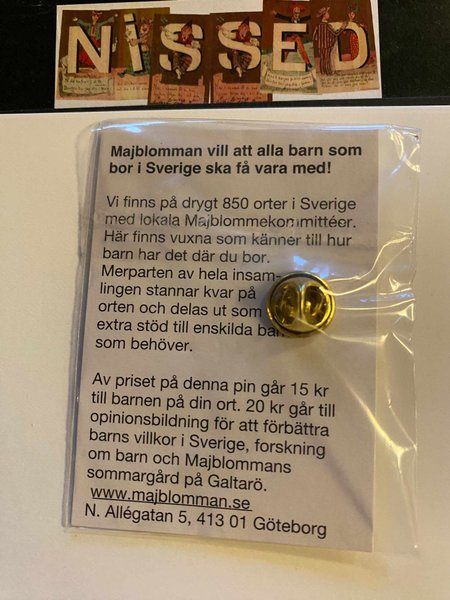 NISSED
Majblomman vill att alla barn som
bor i Sverige ska få vara med!
Vi finns på drygt 850 orter i Sverige
med lokala Majblommekommittéer.
Här finns vuxna som känner till hur
barn har det där du bor.
Merparten av hela insam-
lingen stannar kvar på
orten och delas ut som
extra stöd till enskilda
som behöver.
Av priset på denna pin går 15 kr
till barnen på din ort. 20 kr går till
opinionsbildning för att förbättra
barns villkor i Sverige, forskning
om barn och Majblommans
sommargård på Galtarö.
www.majblomman.se
N. Allégatan 5, 413 01 Göteborg